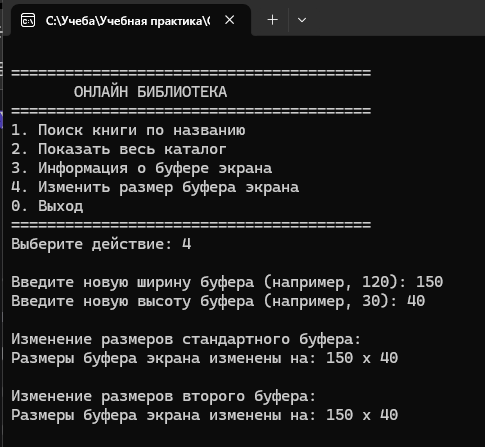 C:\Учеба\Учебная практика\
========================================
ОНЛАЙН БИБЛИОТЕКА
========================================
1. Поиск книги по названию
2. Показать весь каталог
3. Информация о буфере экрана
4. Изменить размер буфера экрана
0. Выход
========================================
Выберите действие: 4
Введите новую ширину буфера (например, 120): 150
Введите новую высоту буфера (например, 30): 40
Изменение размеров стандартного буфера:
Размеры буфера экрана изменены на: 150 x 40
Изменение размеров второго буфера:
Размеры буфера экрана изменены на: 150 x 40